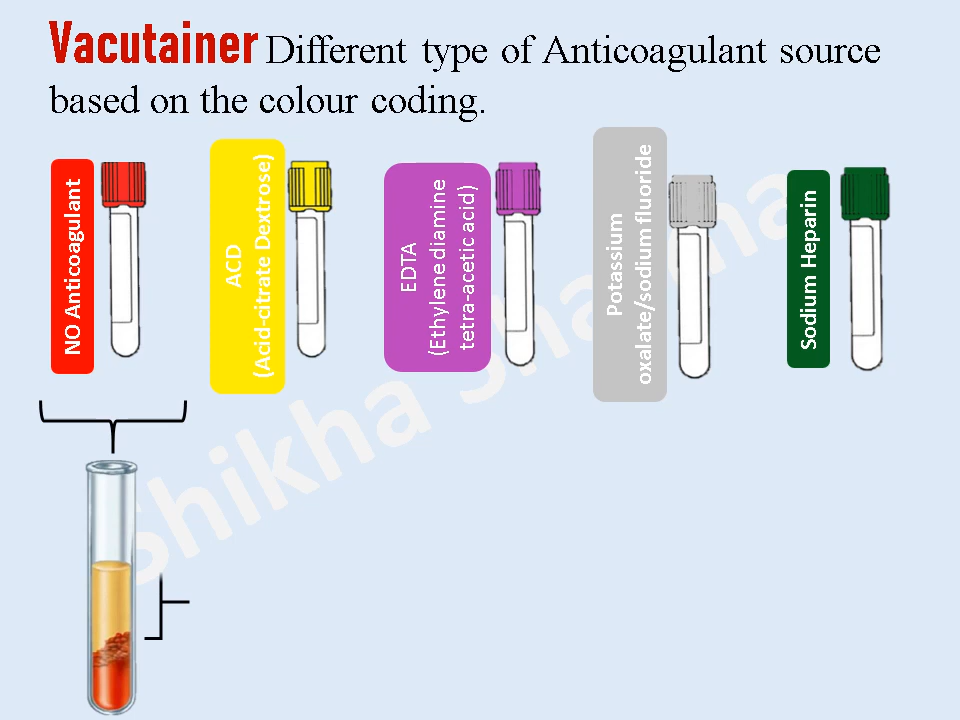 Vacutainer Different type of Anticoagulant source
based on the colour coding.
NO Anticoagulant
ACD
(Acid-citrate Dextrose)
EDTA
(Ethylene diamine
tetra-acetic acid)
Potassium
oxalate/sodium fluoride
Sodium Heparin
Shikha Sharma